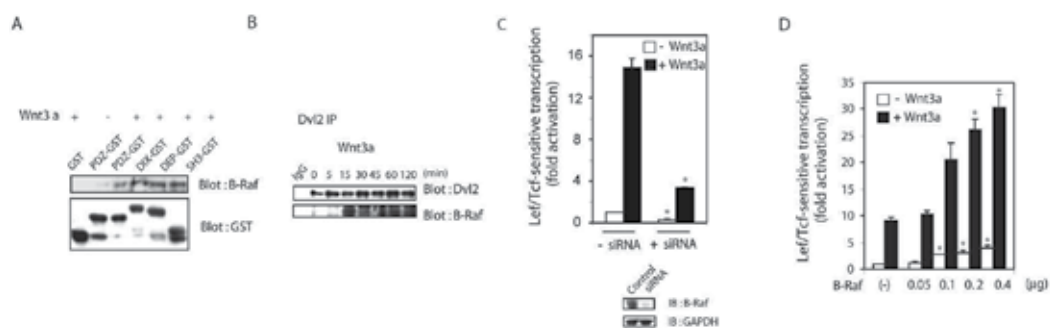 A
Wnt3a + - + + + +
GST PDZ-GST PDZ-GST DIX-GST DEP-GST SH3-GST
Blot:B-Raf
Blot:GST
B
Dvl2 IP
Wnt3a
IgG 0 5 15 30 45 60 120 (min)
Blot:Dvl2
Blot:B-Raf
C
Lef/Tcf-sensitive transcription
(fold activation)
- Wnt3a
+ Wnt3a
16
12
8
4
0
*
*
- siRNA + siRNA
Control siRNA
IB:B-Raf
IB:GAPDH
D
Lef/Tcf-sensitive transcription
(fold activation)
- Wnt3a
+ Wnt3a
35
30
25
20
15
10
5
0
* * * * *
B-Raf (-) 0.05 0.1 0.2 0.4 (μg)